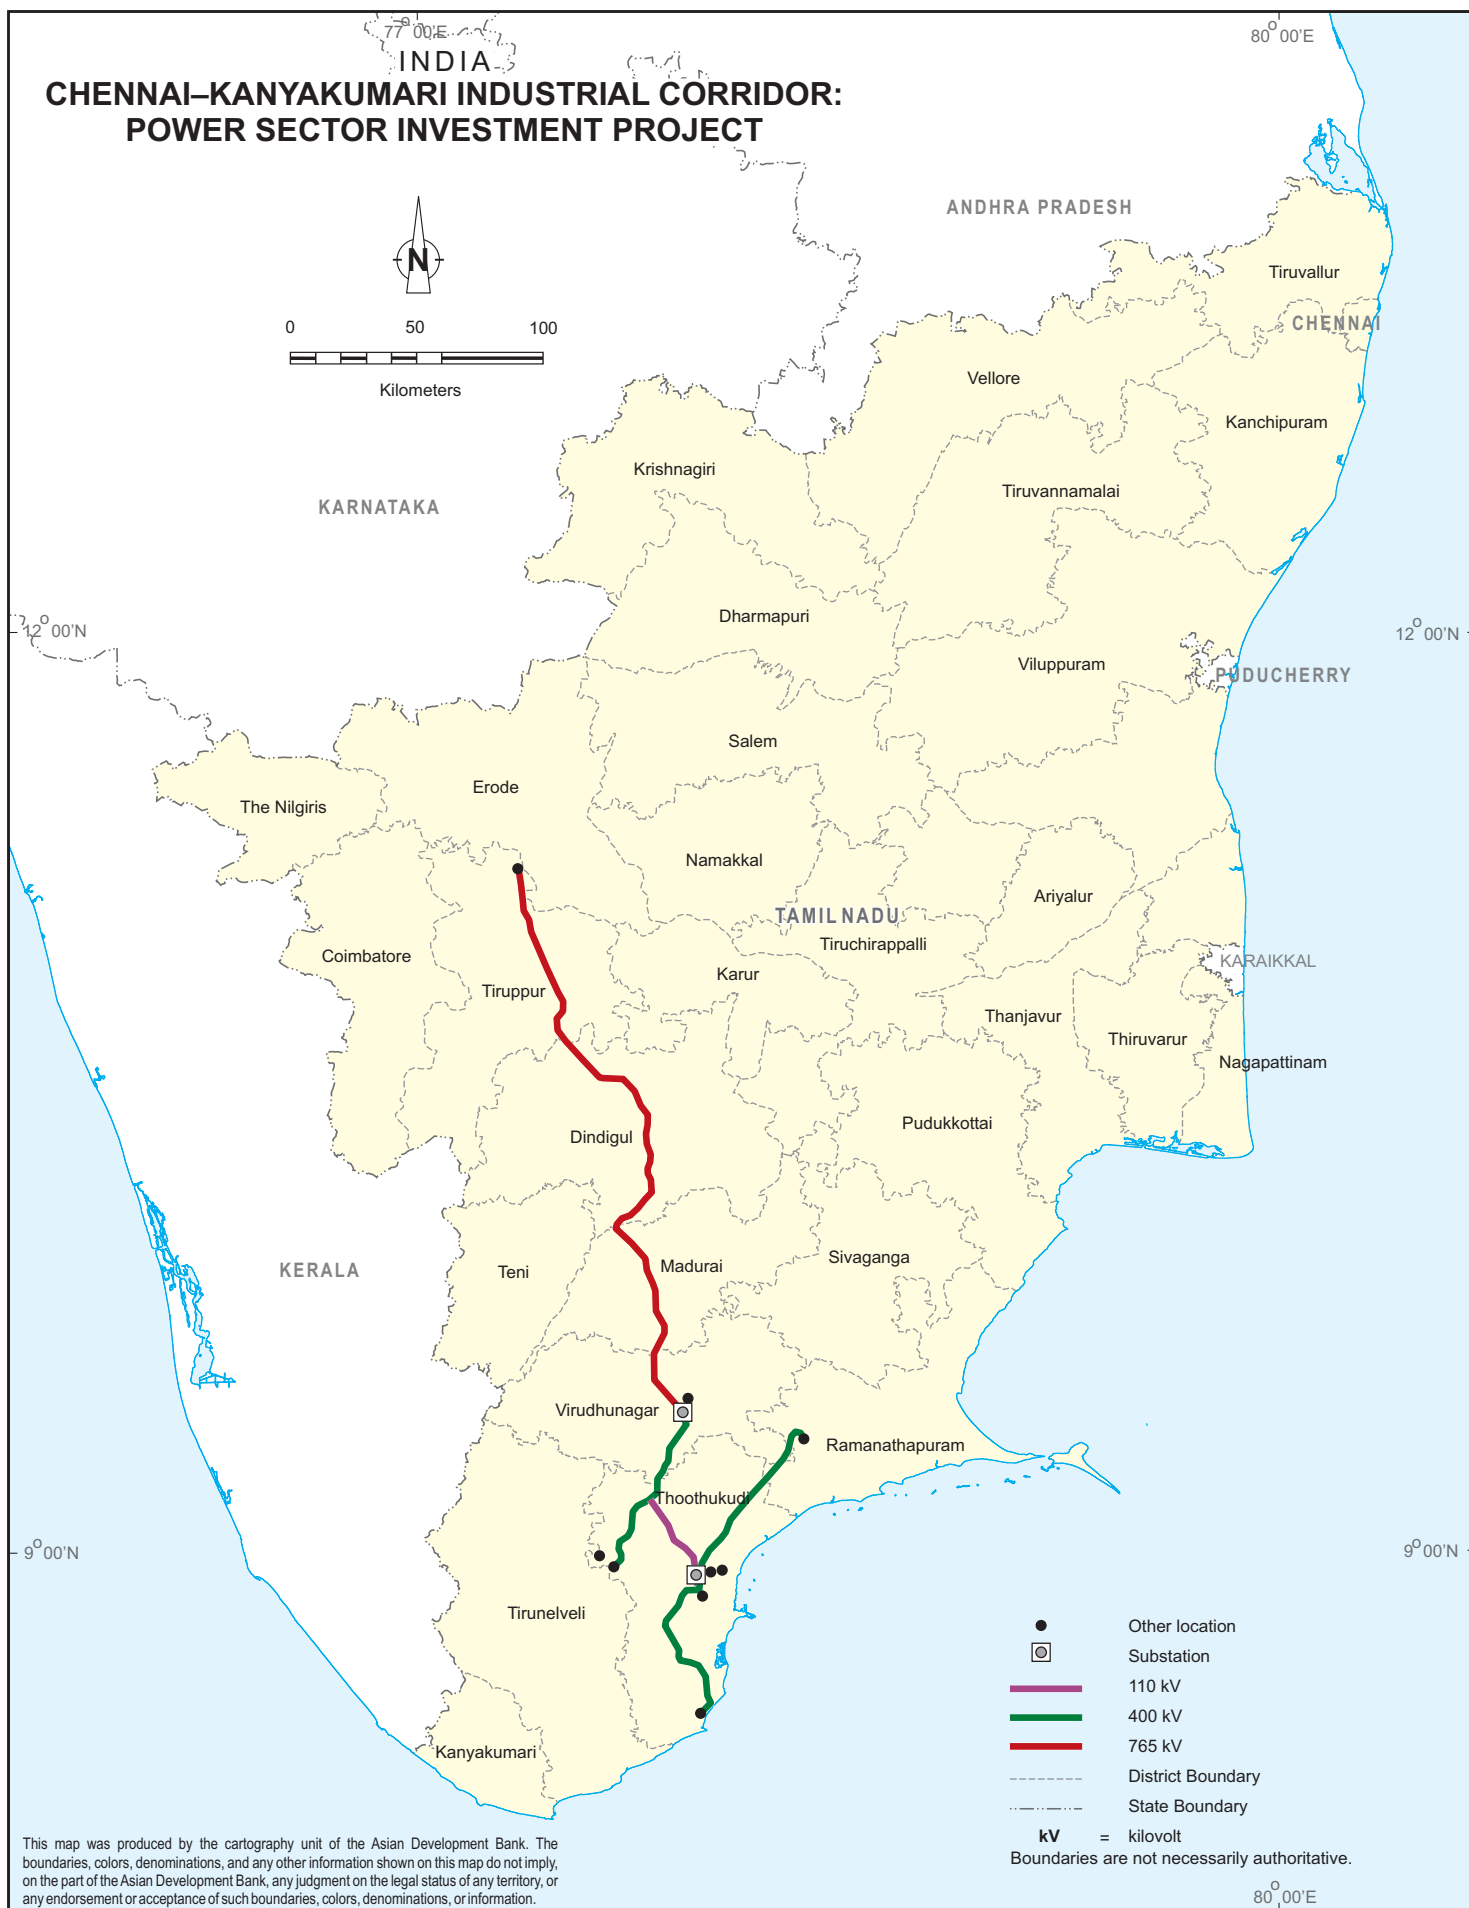 77°00'E
80°00'E
INDIA
CHENNAI–KANYAKUMARI INDUSTRIAL CORRIDOR:
POWER SECTOR INVESTMENT PROJECT
ANDHRA PRADESH
N
Tiruvallur
0 50 100
CHENNAI
Kilometers
Vellore
Kanchipuram
Krishnagiri
Tiruvannamalai
KARNATAKA
Dharmapuri
12°00'N
12°00'N
Viluppuram
PUDUCHERRY
Salem
Erode
The Nilgiris
Namakkal
Ariyalur
TAMIL NADU
Tiruchirappalli
Coimbatore
KARAIKKAL
Karur
Tiruppur
Thanjavur
Thiruvarur
Nagapattinam
Pudukkottai
Dindigul
Sivaganga
Madurai
KERALA
Teni
Virudhunagar
Ramanathapuram
Thoothukudi
9°00'N
9°00'N
Tirunelveli
Kanyakumari
Other location
Substation
110 kV
400 kV
765 kV
District Boundary
State Boundary
kV = kilovolt
Boundaries are not necessarily authoritative.
This map was produced by the cartography unit of the Asian Development Bank. The
boundaries, colors, denominations, and any other information shown on this map do not imply,
on the part of the Asian Development Bank, any judgment on the legal status of any territory, or
any endorsement or acceptance of such boundaries, colors, denominations, or information.
80°00'E